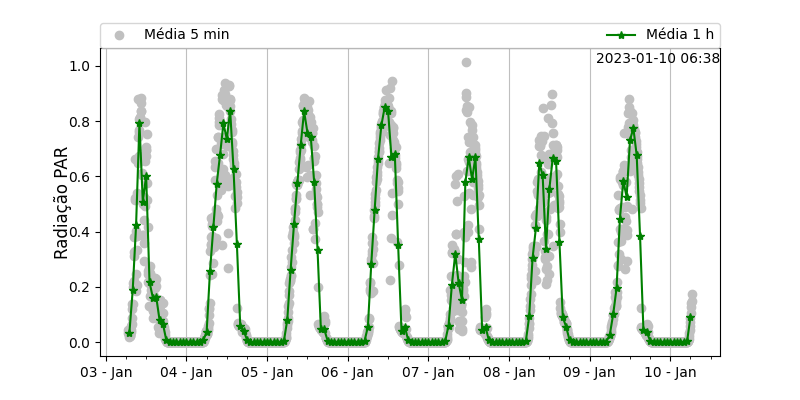 Média 5 min
Média 1 h
2023-01-10 06:38
Radiação PAR
1.0
0.8
0.6
0.4
0.2
0.0
03 - Jan
04 - Jan
05 - Jan
06 - Jan
07 - Jan
08 - Jan
09 - Jan
10 - Jan